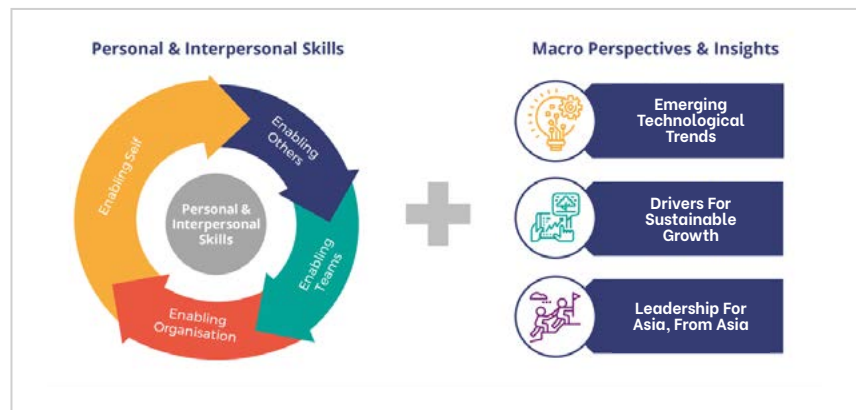 Personal & Interpersonal Skills
Enabling Self
Enabling
Others
Enabling
Teams
Enabling
Organisation
Personal &
Interpersonal
Skills
Macro Perspectives & Insights
Emerging
Technological
Trends
Drivers For
Sustainable
Growth
Leadership For
Asia, From Asia